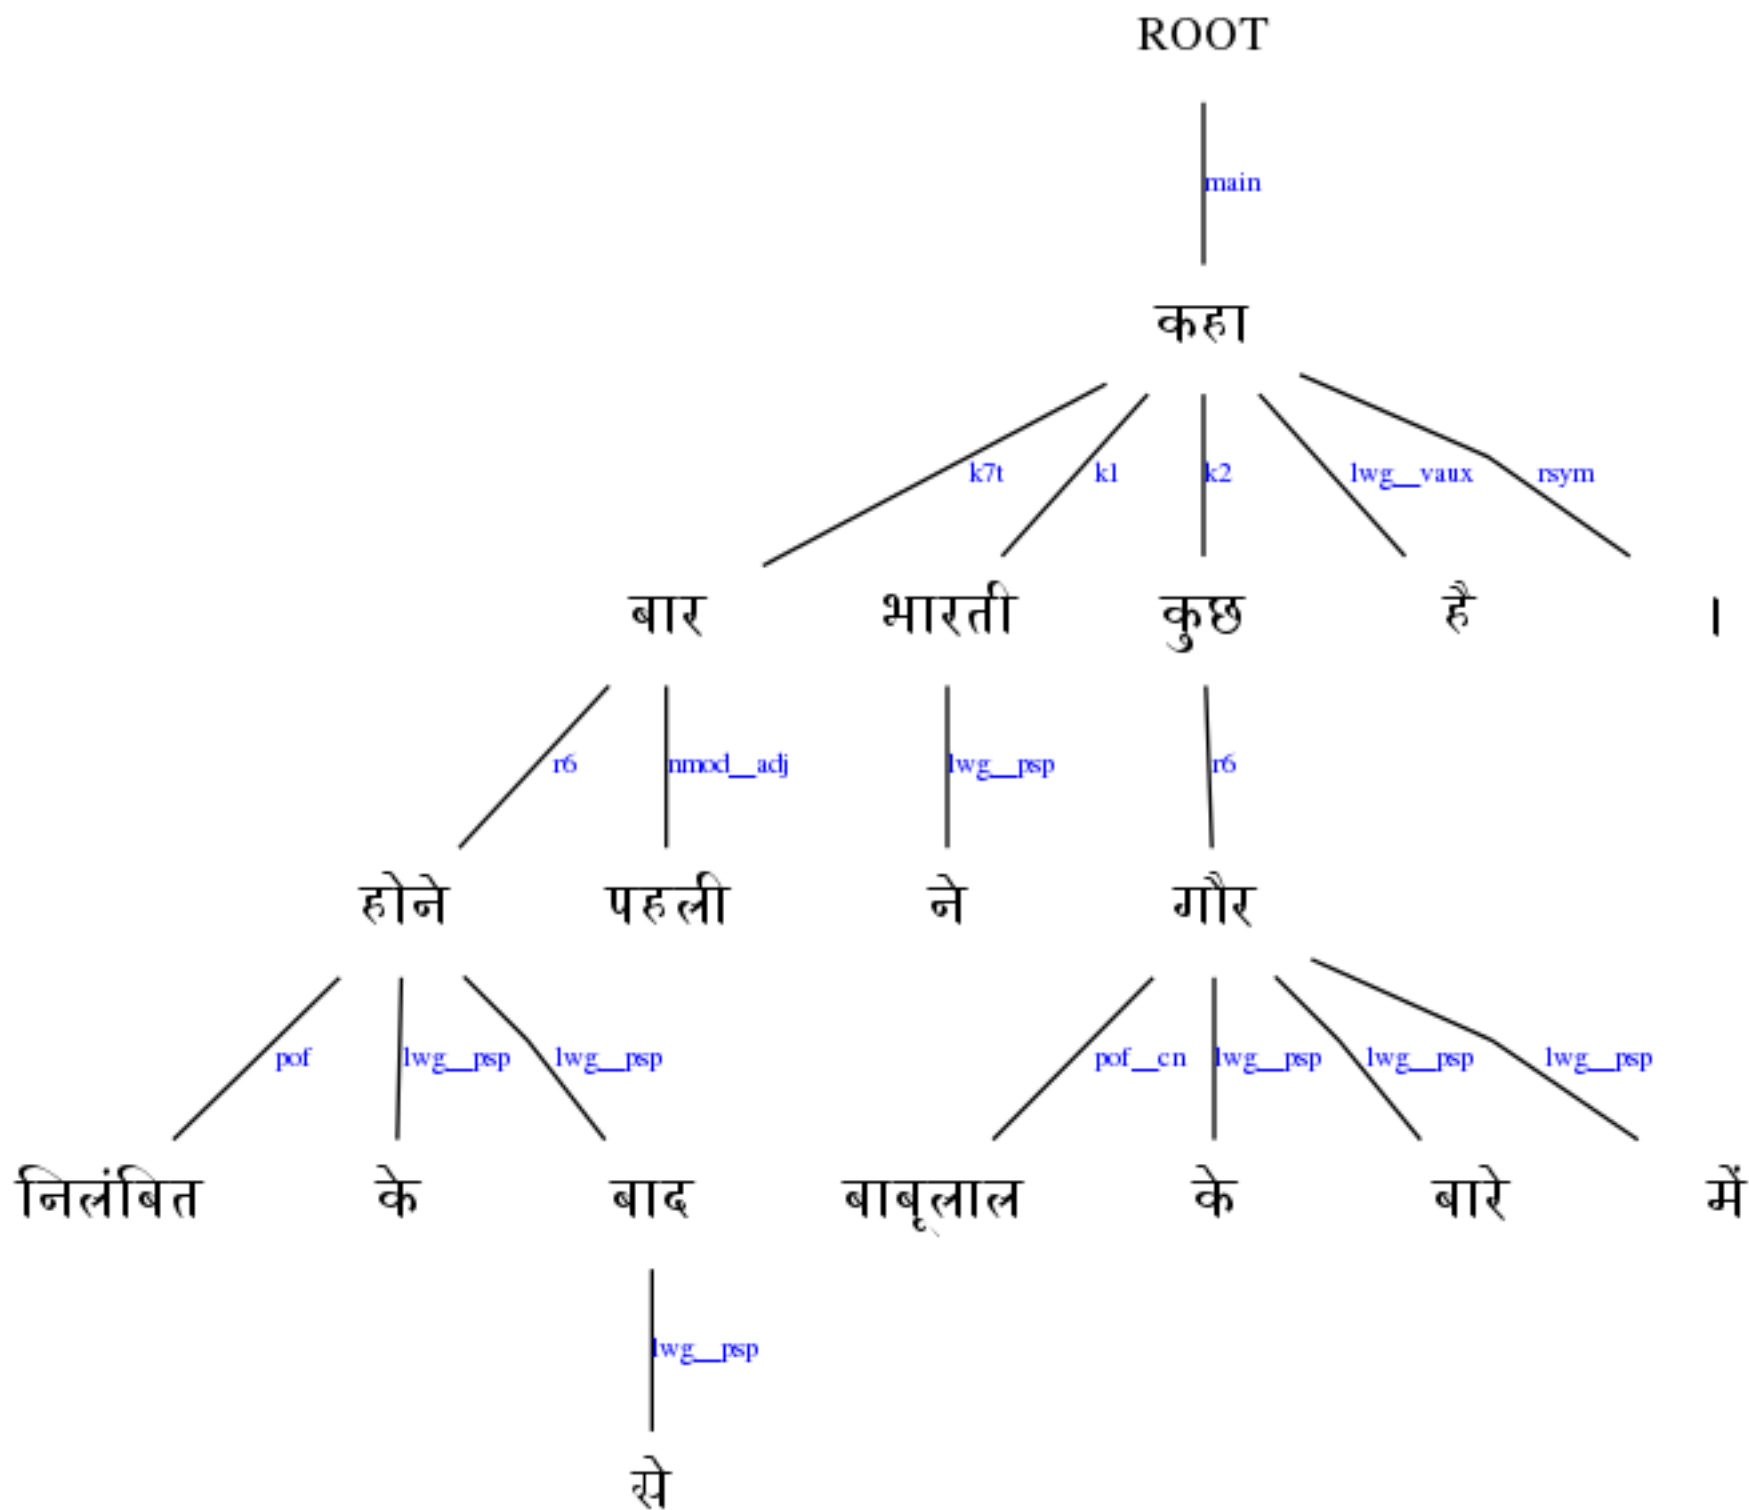 ROOT
main
कहा
k7t k1 k2 lwg__vaux rsym
बार भारती कुछ है ।
r6 nmod__adj lwg__psp r6
होने पहली ने गौर
pof lwg__psp lwg__psp pof__cn lwg__psp lwg__psp lwg__psp
निलंबित के बाद बाबूलाल के बारे में
lwg__psp
से